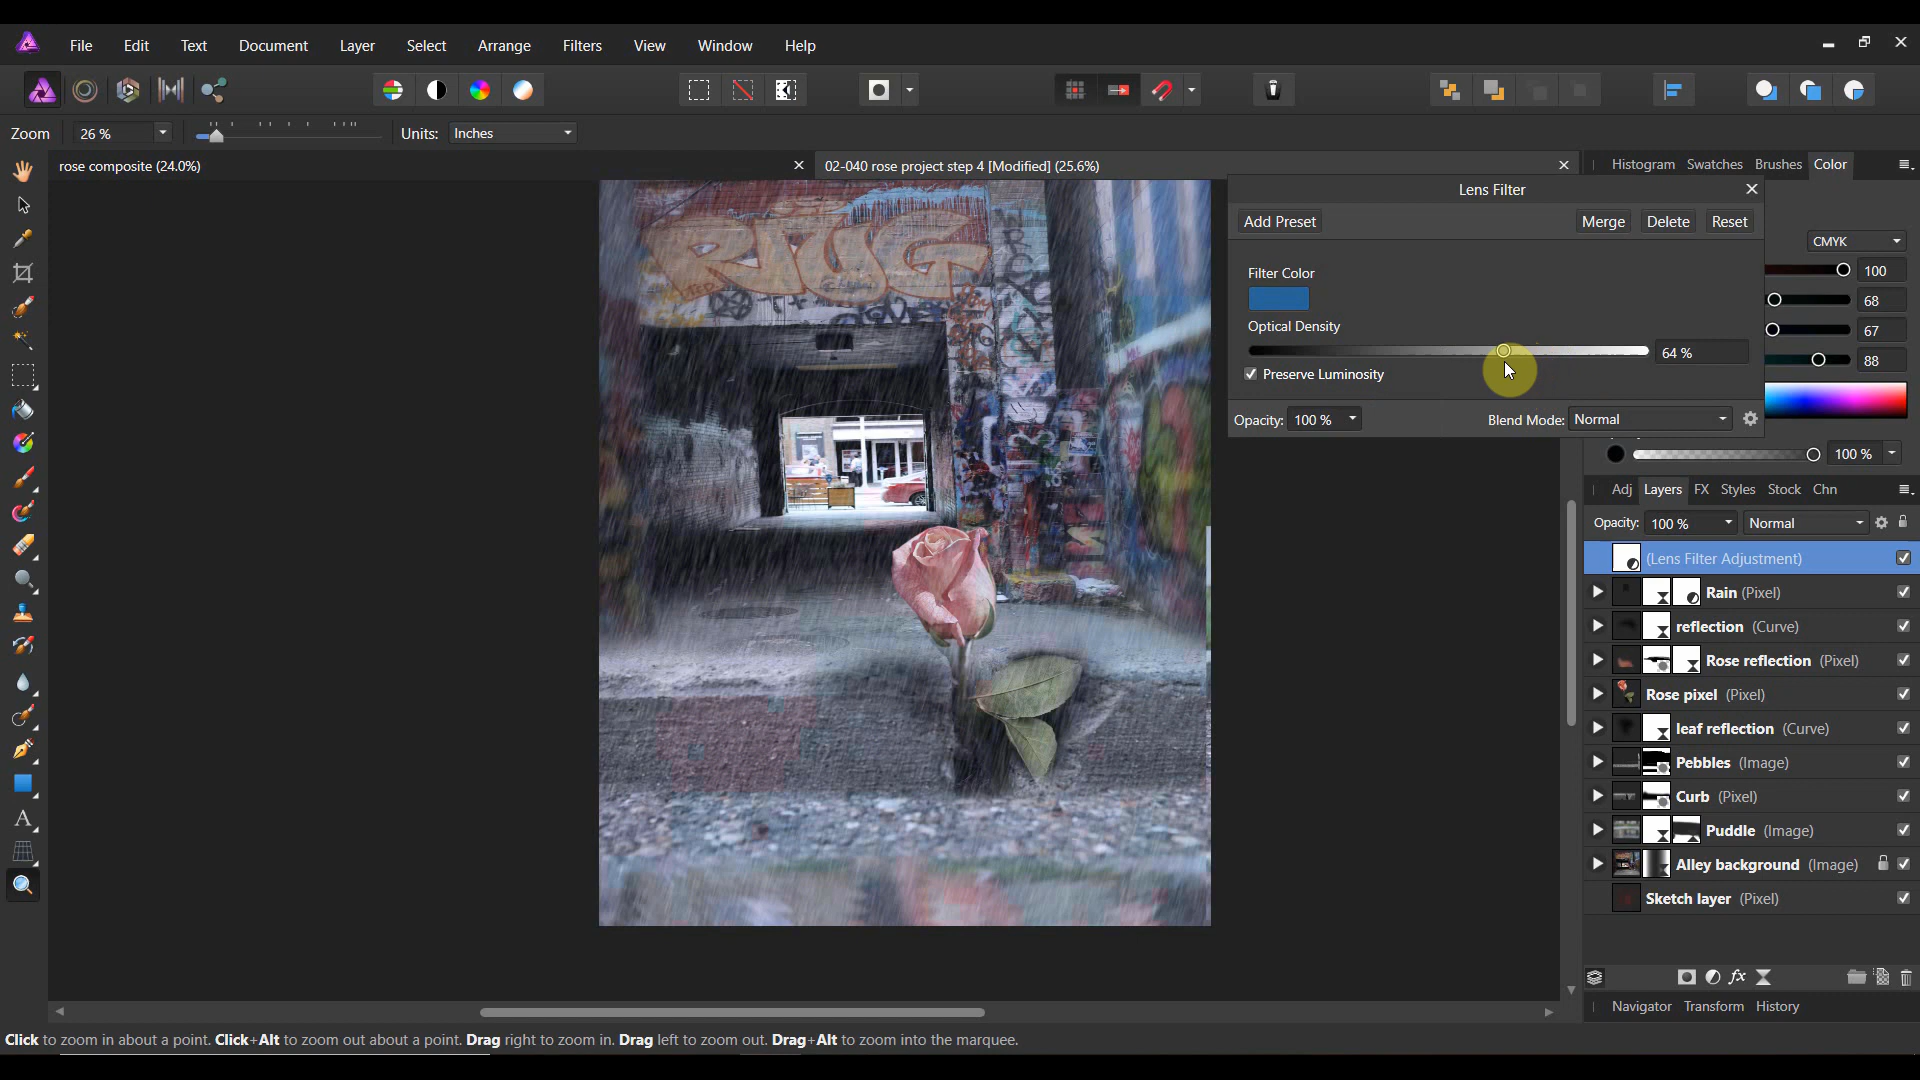 File Edit Text Document Layer Select Arrange Filters View Window Help
Zoom 26 % Units: Inches
rose composite (24.0%) 02-040 rose project step 4 [Modified] (25.6%)
Histogram Swatches Brushes Color
Lens Filter
Add Preset Merge Delete Reset
CMYK
Filter Color
100
68
Optical Density
67
64 %
88
Preserve Luminosity
Opacity: 100 % Blend Mode: Normal
100 %
Adj Layers FX Styles Stock Chn
Opacity: 100 % Normal
(Lens Filter Adjustment)
Rain (Pixel)
reflection (Curve)
Rose reflection (Pixel)
Rose pixel (Pixel)
leaf reflection (Curve)
Pebbles (Image)
Curb (Pixel)
Puddle (Image)
Alley background (Image)
Sketch layer (Pixel)
Navigator Transform History
Click to zoom in about a point. Click+Alt to zoom out about a point. Drag right to zoom in. Drag left to zoom out. Drag+Alt to zoom into the marquee.